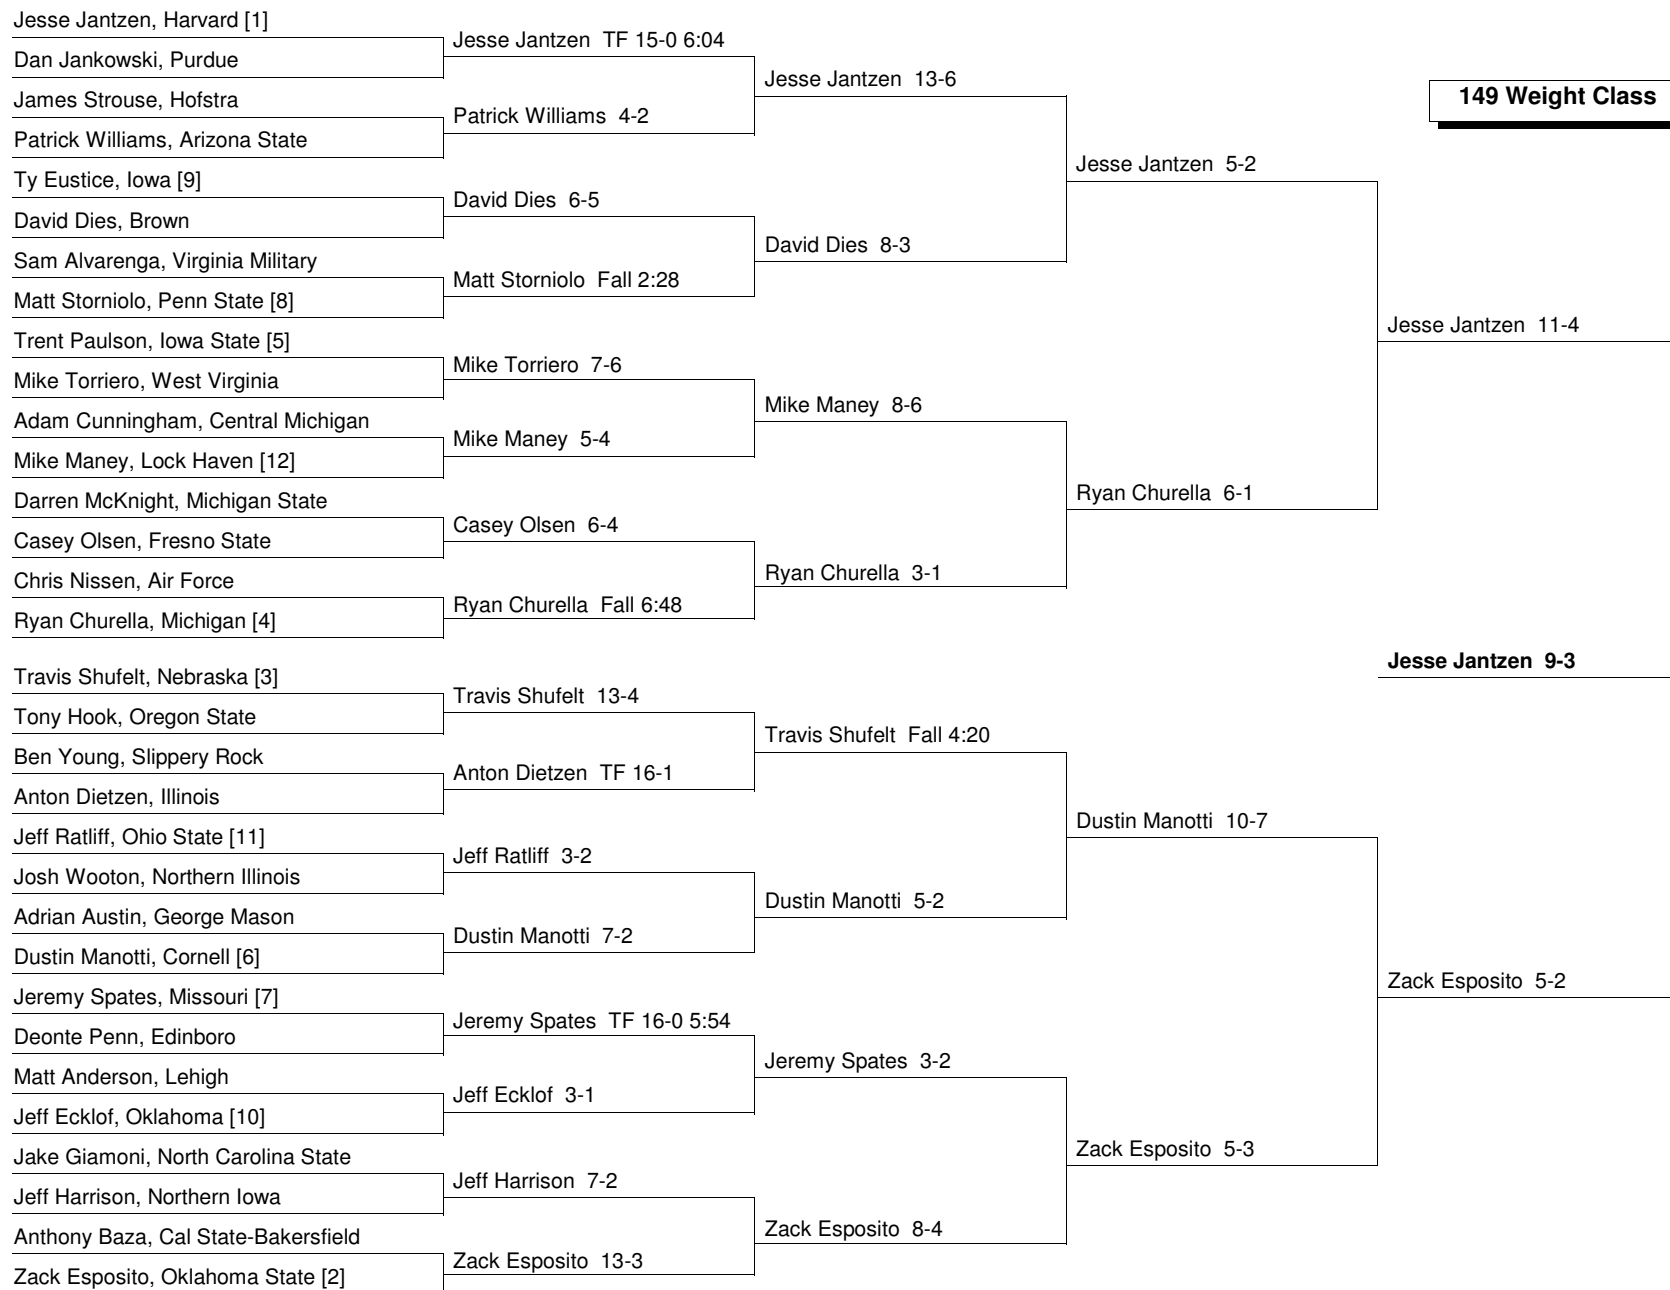 149 Weight Class
Jesse Jantzen, Harvard [1]
Dan Jankowski, Purdue
James Strouse, Hofstra
Patrick Williams, Arizona State
Ty Eustice, Iowa [9]
David Dies, Brown
Sam Alvarenga, Virginia Military
Matt Storniolo, Penn State [8]
Trent Paulson, Iowa State [5]
Mike Torriero, West Virginia
Adam Cunningham, Central Michigan
Mike Maney, Lock Haven [12]
Darren McKnight, Michigan State
Casey Olsen, Fresno State
Chris Nissen, Air Force
Ryan Churella, Michigan [4]
Travis Shufelt, Nebraska [3]
Tony Hook, Oregon State
Ben Young, Slippery Rock
Anton Dietzen, Illinois
Jeff Ratliff, Ohio State [11]
Josh Wooton, Northern Illinois
Adrian Austin, George Mason
Dustin Manotti, Cornell [6]
Jeremy Spates, Missouri [7]
Deonte Penn, Edinboro
Matt Anderson, Lehigh
Jeff Ecklof, Oklahoma [10]
Jake Giamoni, North Carolina State
Jeff Harrison, Northern Iowa
Anthony Baza, Cal State-Bakersfield
Zack Esposito, Oklahoma State [2]
Jesse Jantzen TF 15-0 6:04
Patrick Williams 4-2
David Dies 6-5
Matt Storniolo Fall 2:28
Mike Torriero 7-6
Mike Maney 5-4
Casey Olsen 6-4
Ryan Churella Fall 6:48
Travis Shufelt 13-4
Anton Dietzen TF 16-1
Jeff Ratliff 3-2
Dustin Manotti 7-2
Jeremy Spates TF 16-0 5:54
Jeff Ecklof 3-1
Jeff Harrison 7-2
Zack Esposito 13-3
Jesse Jantzen 13-6
David Dies 8-3
Mike Maney 8-6
Ryan Churella 3-1
Travis Shufelt Fall 4:20
Dustin Manotti 5-2
Jeremy Spates 3-2
Zack Esposito 8-4
Jesse Jantzen 5-2
Ryan Churella 6-1
Dustin Manotti 10-7
Zack Esposito 5-3
Jesse Jantzen 11-4
Zack Esposito 5-2
Jesse Jantzen 9-3